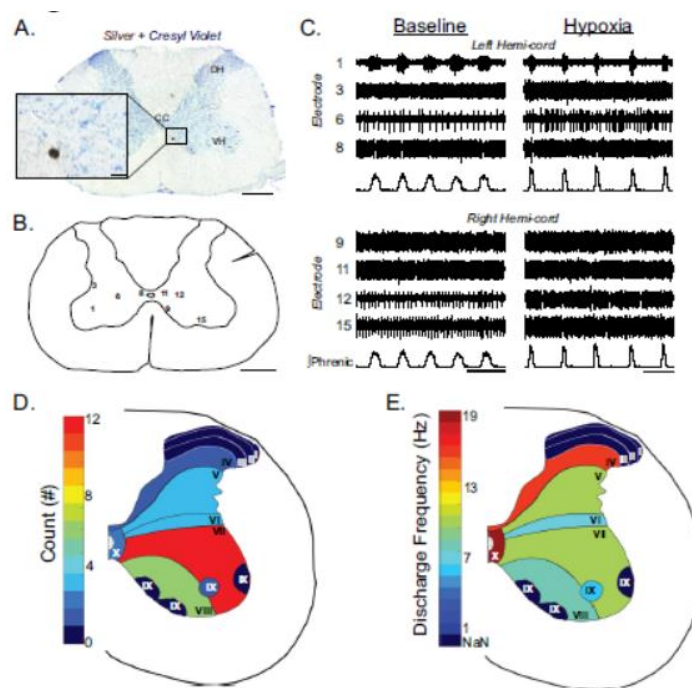 A.
Silver + Cresyl Violet
DH
CC
VH
B.
3
6
8
11
12
1
9
15
C.
Baseline
Hypoxia
Left Hemi-cord
Electrode
1
3
6
8
Right Hemi-cord
Electrode
9
11
12
15
∫Phrenic
D.
Count (#)
12
8
4
0
IV
V
VI
VII
X
IX
IX
IX
IX
VIII
E.
Discharge Frequency (Hz)
19
13
7
1
NaN
IV
V
VI
VII
X
IX
IX
IX
IX
VIII